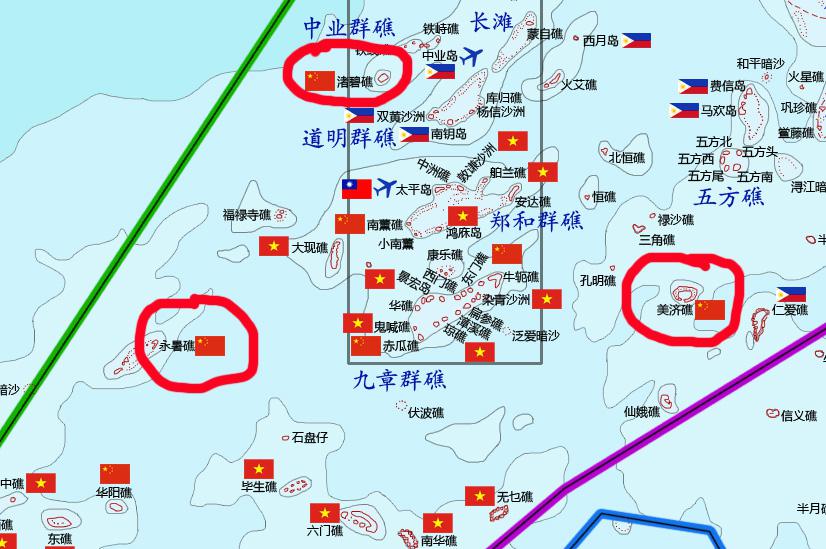 中业群礁
长滩
铁峙礁
蒙自礁
西月岛
铁线礁
中业岛
和平暗沙
渚碧礁
火艾礁
费信岛
火星礁
库归礁
双黄沙洲
杨信沙洲
马欢岛
巩珍礁
道明群礁
南钥岛
鲎藤礁
五方北
五方头
北恒礁
五方西
中洲礁
敦谦沙洲
舶兰礁
五方尾
五方南
太平岛
安达礁
恒礁
五方礁
浔江暗
福禄寺礁
南薰礁
鸿庥岛
郑和群礁
禄沙礁
小南薰
三角礁
半
大现礁
康乐礁
东门礁
西门礁
牛轭礁
孔明礁
景宏岛
染青沙洲
美济礁
仁爱礁
华礁
扁参礁
鬼喊礁
漳溪礁
琼礁
泛爱暗沙
永暑礁
赤瓜礁
九章群礁
暗沙
伏波礁
仙娥礁
信义礁
石盘仔
中礁
华阳礁
毕生礁
无乜礁
半月礁
礁
东礁
六门礁
南华礁